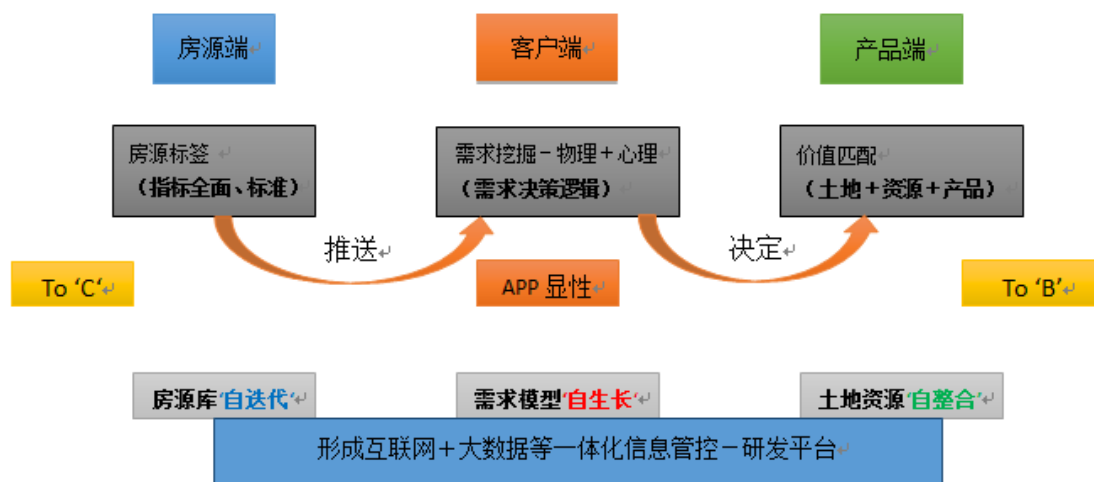 房源端
客户端
产品端
房源标签
（指标全面、标准）
需求挖掘－物理＋心理
（需求决策逻辑）
价值匹配
（土地＋资源＋产品）
推送
决定
To ‘C‘
APP 显性
To ‘B’
房源库‘自迭代‘
需求模型‘自生长‘
土地资源‘自整合‘
形成互联网＋大数据等一体化信息管控－研发平台